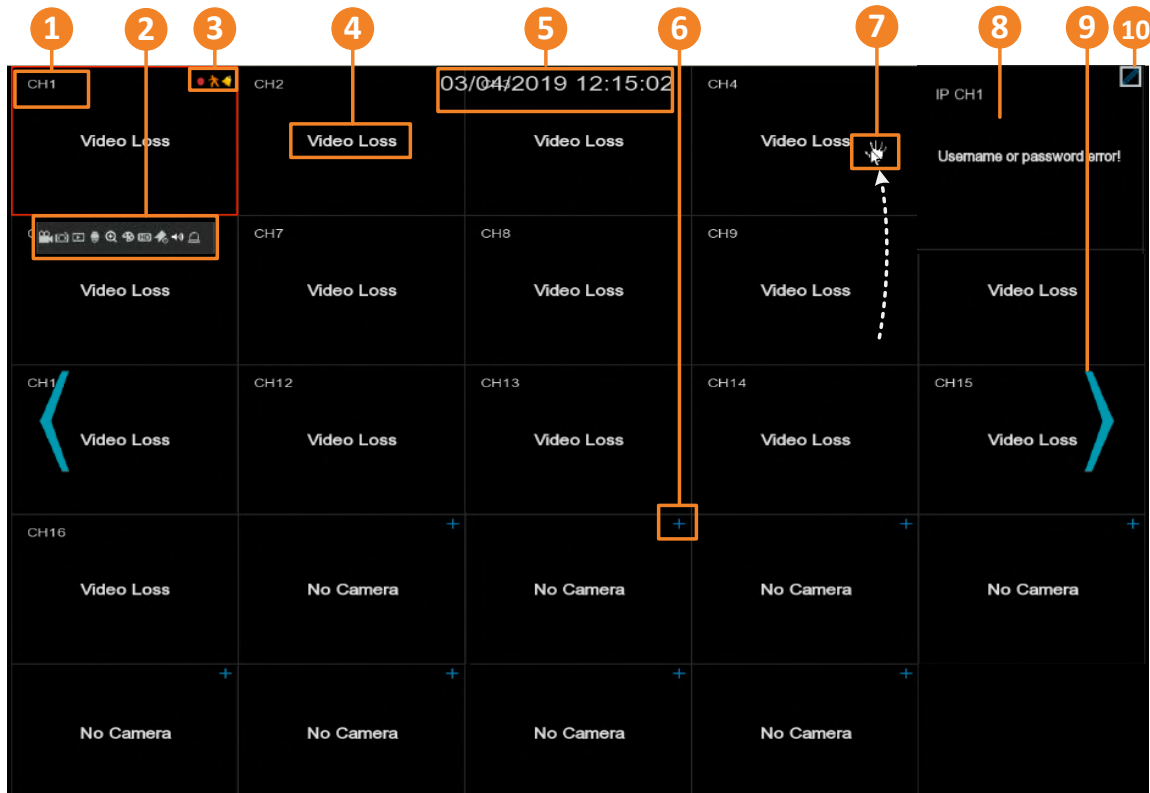 1 2 3 4 5 6 7 8 9 10
CH1 CH2 03/04/2019 12:15:02 CH4 IP CH1
Video Loss Video Loss Video Loss Video Loss Username or password error!
HD CH7 CH8 CH9
Video Loss Video Loss Video Loss Video Loss Video Loss
CH1 CH12 CH13 CH14 CH15
Video Loss Video Loss Video Loss Video Loss Video Loss
CH16 + + + +
Video Loss No Camera No Camera No Camera No Camera
+ + + +
No Camera No Camera No Camera No Camera